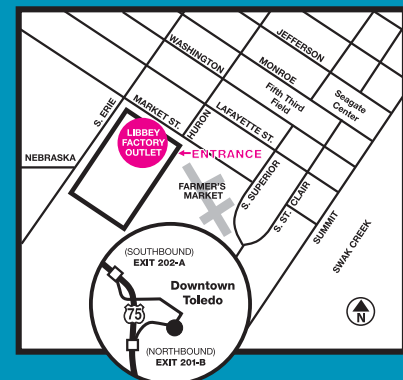 JEFFERSON
WASHINGTON
MONROE
Fifth Third
Field
Seagate
Center
S. ERIE
MARKET ST.
HURON
LAFAYETTE ST.
LIBBEY
FACTORY
OUTLET
ENTRANCE
NEBRASKA
FARMER'S
MARKET
S. SUPERIOR
S. ST. CLAIR
SUMMIT
SWAK CREEK
(SOUTHBOUND)
EXIT 202-A
Downtown
Toledo
75
(NORTHBOUND)
EXIT 201-B
N